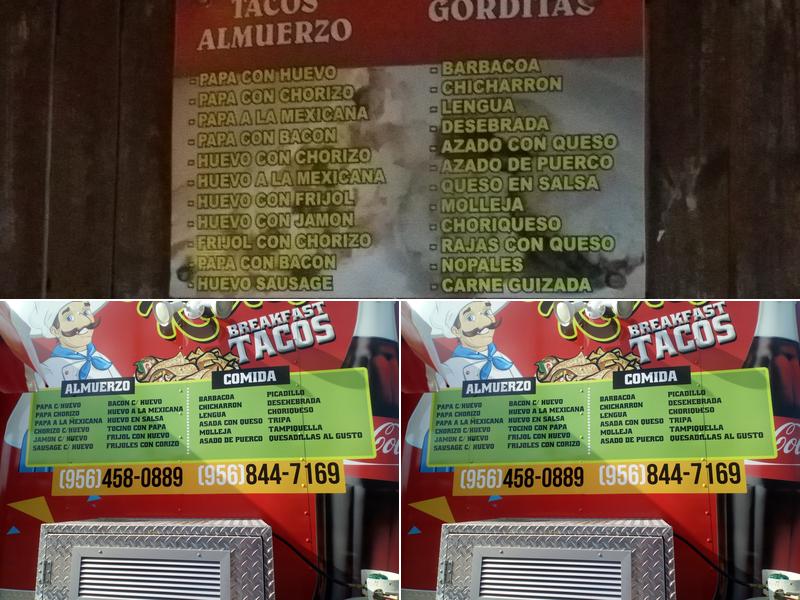 TACOS
ALMUERZO
- PAPA CON HUEVO
- PAPA CON CHORIZO
- PAPA A LA MEXICANA
- PAPA CON BACON
- HUEVO CON CHORIZO
- HUEVO A LA MEXICANA
- HUEVO CON FRIJOL
- HUEVO CON JAMON
- FRIJOL CON CHORIZO
- PAPA CON BACON
- HUEVO SAUSAGE
GORDITAS
- BARBACOA
- CHICHARRON
- LENGUA
- DESEBRADA
- AZADO CON QUESO
- AZADO DE PUERCO
- QUESO EN SALSA
- MOLLEJA
- CHORIQUESO
- RAJAS CON QUESO
- NOPALES
- CARNE GUIZADA
BREAKFAST
TACOS
ALMUERZO
PAPA C/ HUEVO
PAPA CHORIZO
PAPA A LA MEXICANA
CHORIZO C/ HUEVO
JAMON C/ HUEVO
SAUSAGE C/ HUEVO
BACON C/ HUEVO
HUEVO A LA MEXICANA
HUEVO EN SALSA
TOCINO CON PAPA
FRIJOL CON HUEVO
FRIJOLES CON CORIZO
COMIDA
BARBACOA
CHICHARRON
LENGUA
ASADA CON QUESO
MOLLEJA
ASADO DE PUERCO
PICADILLO
DESEHEBRADA
CHORIQUESO
TRIPA
TAMPIQUELLA
QUESADILLAS AL GUSTO
(956)458-0889 (956)844-7169
BREAKFAST
TACOS
ALMUERZO
PAPA C/ HUEVO
PAPA CHORIZO
PAPA A LA MEXICANA
CHORIZO C/ HUEVO
JAMON C/ HUEVO
SAUSAGE C/ HUEVO
BACON C/ HUEVO
HUEVO A LA MEXICANA
HUEVO EN SALSA
TOCINO CON PAPA
FRIJOL CON HUEVO
FRIJOLES CON CORIZO
COMIDA
BARBACOA
CHICHARRON
LENGUA
ASADA CON QUESO
MOLLEJA
ASADO DE PUERCO
PICADILLO
DESEHEBRADA
CHORIQUESO
TRIPA
TAMPIQUELLA
QUESADILLAS AL GUSTO
(956)458-0889 (956)844-7169